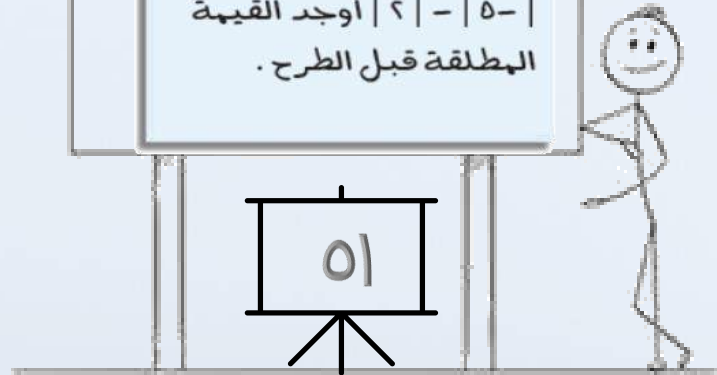 | -٥ | - | ٢ | أوجد القيمة
المطلقة قبل الطرح .
٥١